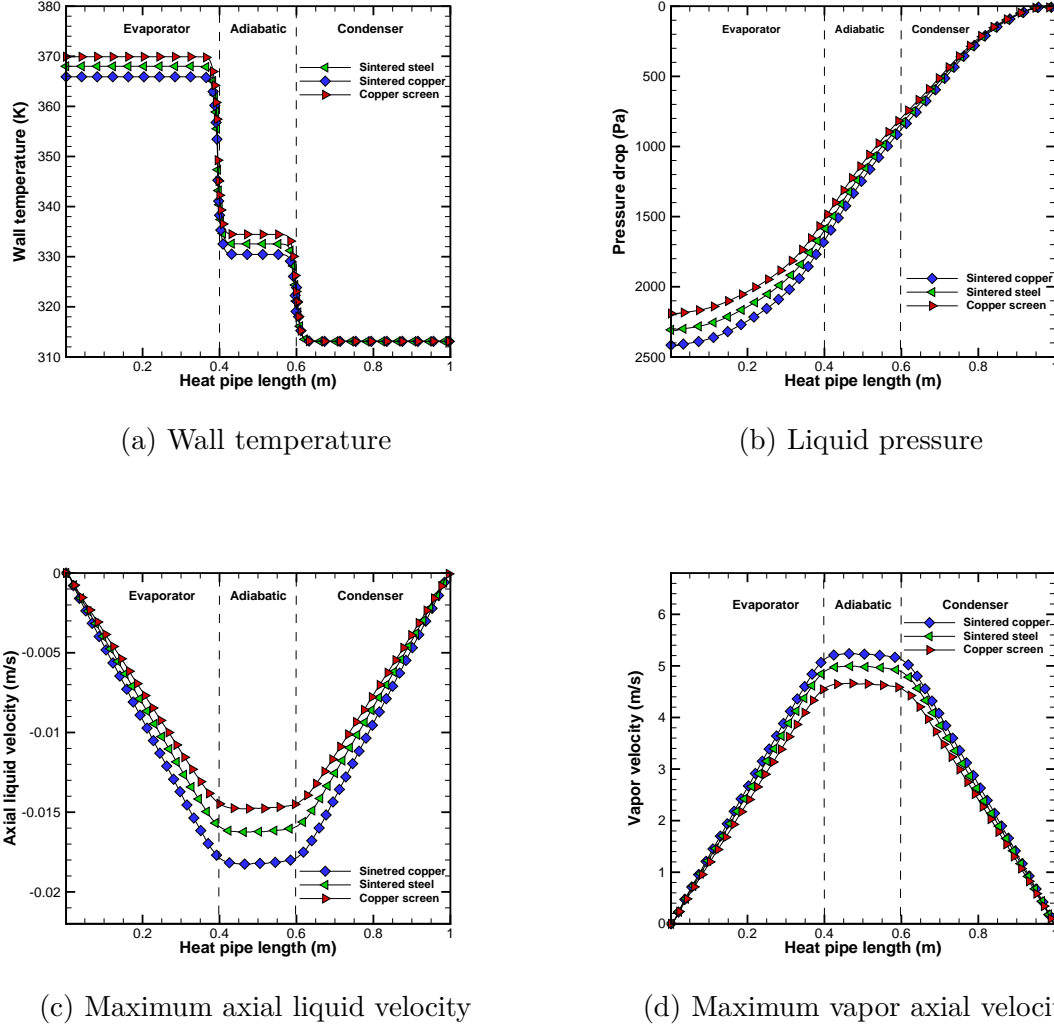 380
370
360
350
340
330
320
310
Wall temperature (K)
Evaporator
Adiabatic
Condenser
Sintered steel
Sintered copper
Copper screen
0.2
0.4
0.6
0.8
1
Heat pipe length (m)
(a) Wall temperature
0
500
1000
1500
2000
2500
Pressure drop (Pa)
Evaporator
Adiabatic
Condenser
Sintered copper
Sintered steel
Copper screen
0.2
0.4
0.6
0.8
1
Heat pipe length (m)
(b) Liquid pressure
0
-0.005
-0.01
-0.015
-0.02
Axial liquid velocity (m/s)
Evaporator
Adiabatic
Condenser
Sinetred copper
Sintered steel
Copper screen
0.2
0.4
0.6
0.8
1
Heat pipe length (m)
(c) Maximum axial liquid velocity
6
5
4
3
2
1
0
Vapor velocity (m/s)
Evaporator
Adiabatic
Condenser
Sintered copper
Sintered steel
Copper screen
0.2
0.4
0.6
0.8
1
Heat pipe length (m)
(d) Maximum vapor axial veloci